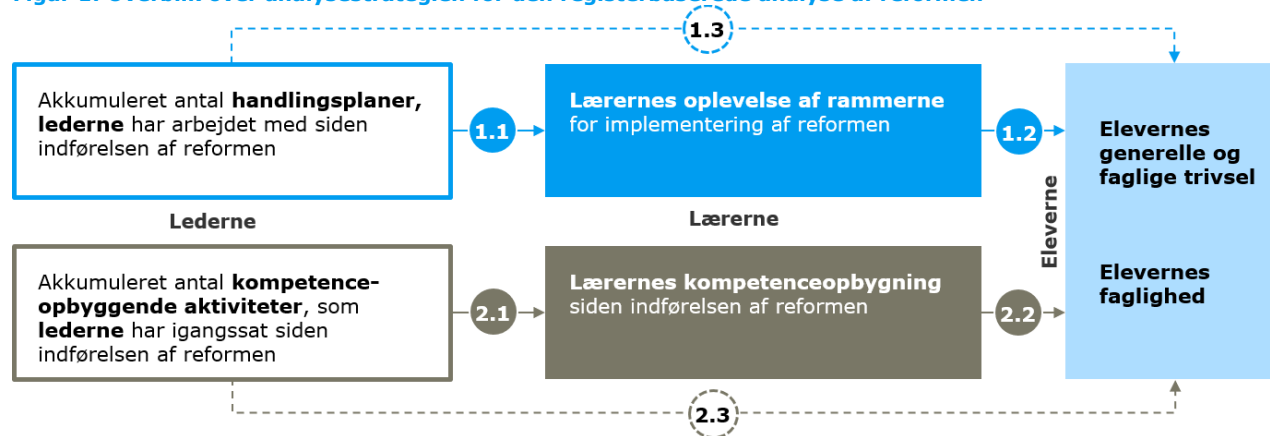 1.3
Akkumuleret antal handlingsplaner,
lederne har arbejdet med siden
indførelsen af reformen
1.1
Lærernes oplevelse af rammerne
for implementering af reformen
1.2
Elevernes
generelle og
faglige trivsel
Lederne
Lærerne
Eleverne
Akkumuleret antal kompetence-
opbyggende aktiviteter, som
lederne har igangssat siden
indførelsen af reformen
2.1
Lærernes kompetenceopbygning
siden indførelsen af reformen
2.2
Elevernes
faglighed
2.3